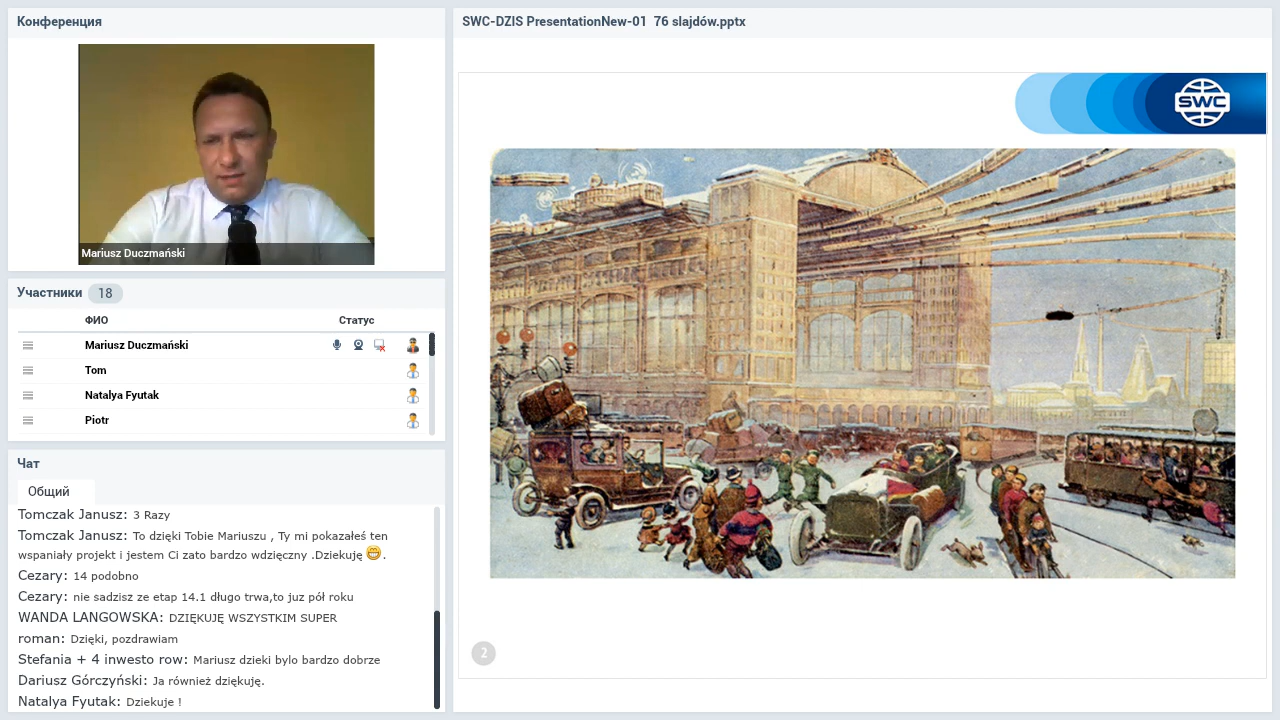 Конференция
Mariusz Duczmański
Участники 18
ФИО Статус
Mariusz Duczmański
Tom
Natalya Fyutak
Piotr
Чат
Общий
Tomczak Janusz: 3 Razy
Tomczak Janusz: To dzięki Tobie Mariuszu , Ty mi pokazałeś ten
wspaniały projekt i jestem Ci zato bardzo wdzięczny .Dziekuję 😁.
Cezary: 14 podobno
Cezary: nie sadzisz ze etap 14.1 długo trwa,to juz pół roku
WANDA LANGOWSKA: DZIĘKUJĘ WSZYSTKIM SUPER
roman: Dzięki, pozdrawiam
Stefania + 4 inwesto row: Mariusz dzieki bylo bardzo dobrze
Dariusz Górczyński: Ja również dziękuję.
Natalya Fyutak: Dziekuje !
SWC-DZIS PresentationNew-01 76 slajdów.pptx
SWC
2